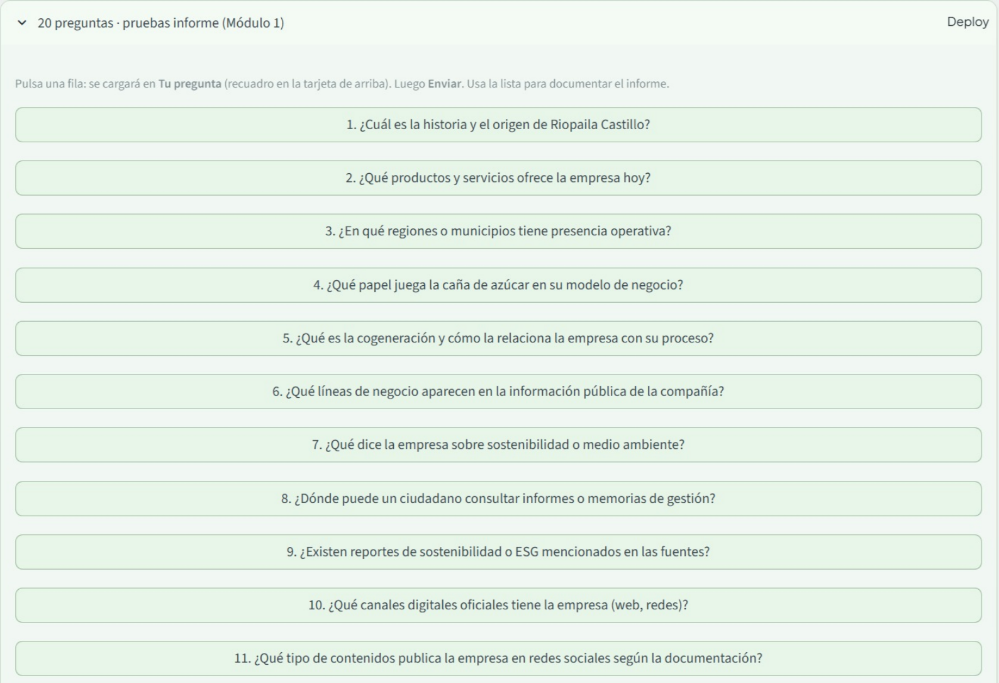 20 preguntas · pruebas informe (Módulo 1)
Deploy
Pulsa una fila: se cargará en Tu pregunta (recuadro en la tarjeta de arriba). Luego Enviar. Usa la lista para documentar el informe.
1. ¿Cuál es la historia y el origen de Riopaila Castillo?
2. ¿Qué productos y servicios ofrece la empresa hoy?
3. ¿En qué regiones o municipios tiene presencia operativa?
4. ¿Qué papel juega la caña de azúcar en su modelo de negocio?
5. ¿Qué es la cogeneración y cómo la relaciona la empresa con su proceso?
6. ¿Qué líneas de negocio aparecen en la información pública de la compañía?
7. ¿Qué dice la empresa sobre sostenibilidad o medio ambiente?
8. ¿Dónde puede un ciudadano consultar informes o memorias de gestión?
9. ¿Existen reportes de sostenibilidad o ESG mencionados en las fuentes?
10. ¿Qué canales digitales oficiales tiene la empresa (web, redes)?
11. ¿Qué tipo de contenidos publica la empresa en redes sociales según la documentación?